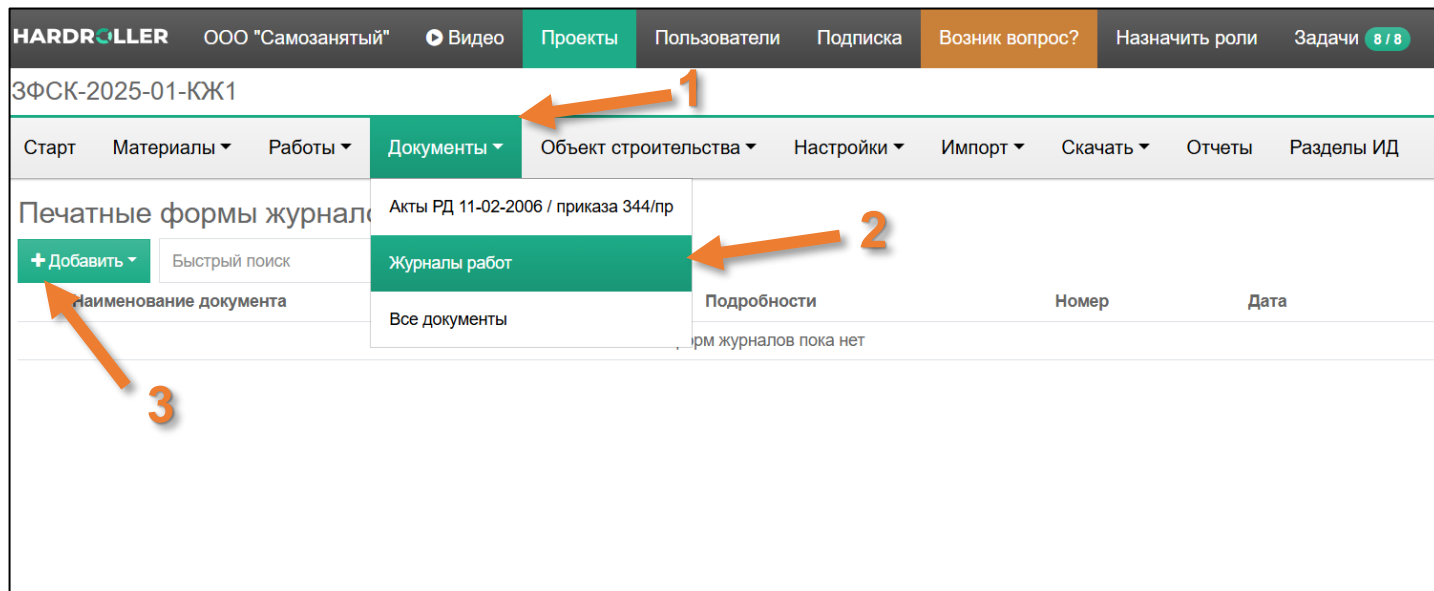 HARDROLLER ООО "Самозанятый" Видео Проекты Пользователи Подписка Возник вопрос? Назначить роли Задачи 8 / 8
ЗФСК-2025-01-КЖ1
1
Старт Материалы Работы Документы Объект строительства Настройки Импорт Скачать Отчеты Разделы ИД
Печатные формы
Акты РД 11-02-2006 / приказа 344/пр
2
+ Добавить Быстрый поиск
Журналы работ
Наименование документа Подробности Номер Дата
Все документы
журналов пока нет
3